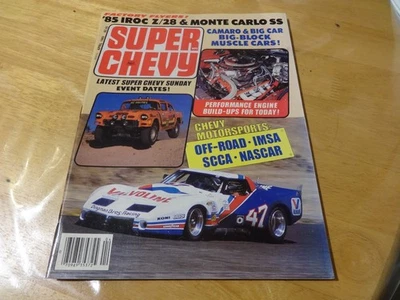 FACTORY FLYERS!
'85 IROC Z/28 & MONTE CARLO SS
SUPER
CHEVY
LATEST SUPER CHEVY SUNDAY
EVENT DATES!
CAMARO & BIG CAR
BIG-BLOCK
MUSCLE CARS!
PERFORMANCE ENGINE
BUILD-UPS FOR TODAY!
CHEVY
MOTORSPORTS
OFF-ROAD • IMSA
SCCA • NASCAR
VALVOLINE
47